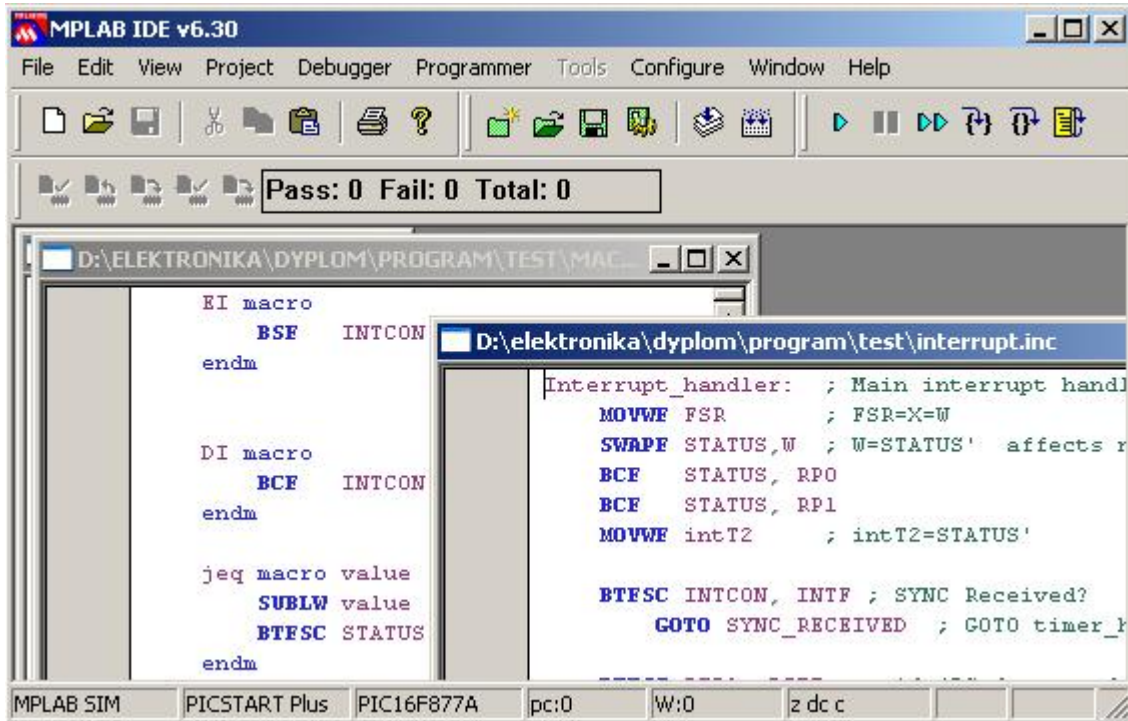 MPLAB IDE v6.30
File Edit View Project Debugger Programmer Tools Configure Window Help
Pass: 0 Fail: 0 Total: 0
D:\ELEKTRONIKA\DYPLOM\PROGRAM\TEST\MAC...
EI macro
BSF INTCON
endm
DI macro
BCF INTCON
endm
jeq macro value
SUBLW value
BTFSC STATUS
endm
D:\elektronika\dyplom\program\test\interrupt.inc
Interrupt_handler: ; Main interrupt handl
MOVWF FSR ; FSR=X=W
SWAPF STATUS,W ; W=STATUS' affects r
BCF STATUS, RP0
BCF STATUS, RP1
MOVWF intT2 ; intT2=STATUS'
BTFSC INTCON, INTF ; SYNC Received?
GOTO SYNC_RECEIVED ; GOTO timer_h
MPLAB SIM PICSTART Plus PIC16F877A pc:0 W:0 z dc c